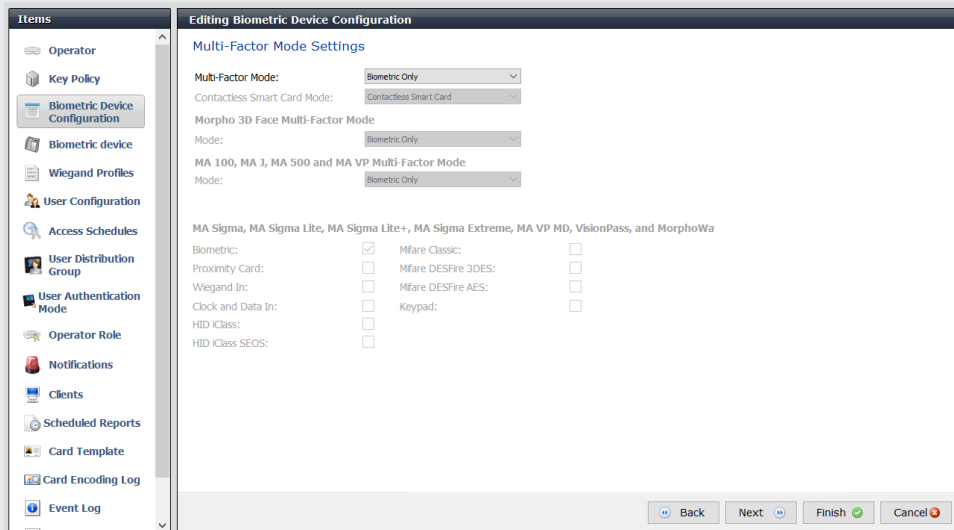 Items
Operator
Key Policy
Biometric Device
Configuration
Biometric device
Wiegand Profiles
User Configuration
Access Schedules
User Distribution
Group
User Authentication
Mode
Operator Role
Notifications
Clients
Scheduled Reports
Card Template
Card Encoding Log
Event Log
Editing Biometric Device Configuration
Multi-Factor Mode Settings
Multi-Factor Mode: Biometric Only
Contactless Smart Card Mode: Contactless Smart Card
Morpho 3D Face Multi-Factor Mode
Mode: Biometric Only
MA 100, MA J, MA 500 and MA VP Multi-Factor Mode
Mode: Biometric Only
MA Sigma, MA Sigma Lite, MA Sigma Lite+, MA Sigma Extreme, MA VP MD, VisionPass, and MorphoWa
Biometric: Mifare Classic:
Proximity Card: Mifare DESFire 3DES:
Wiegand In: Mifare DESFire AES:
Clock and Data In: Keypad:
HID iClass:
HID iClass SEOS:
Back Next Finish Cancel